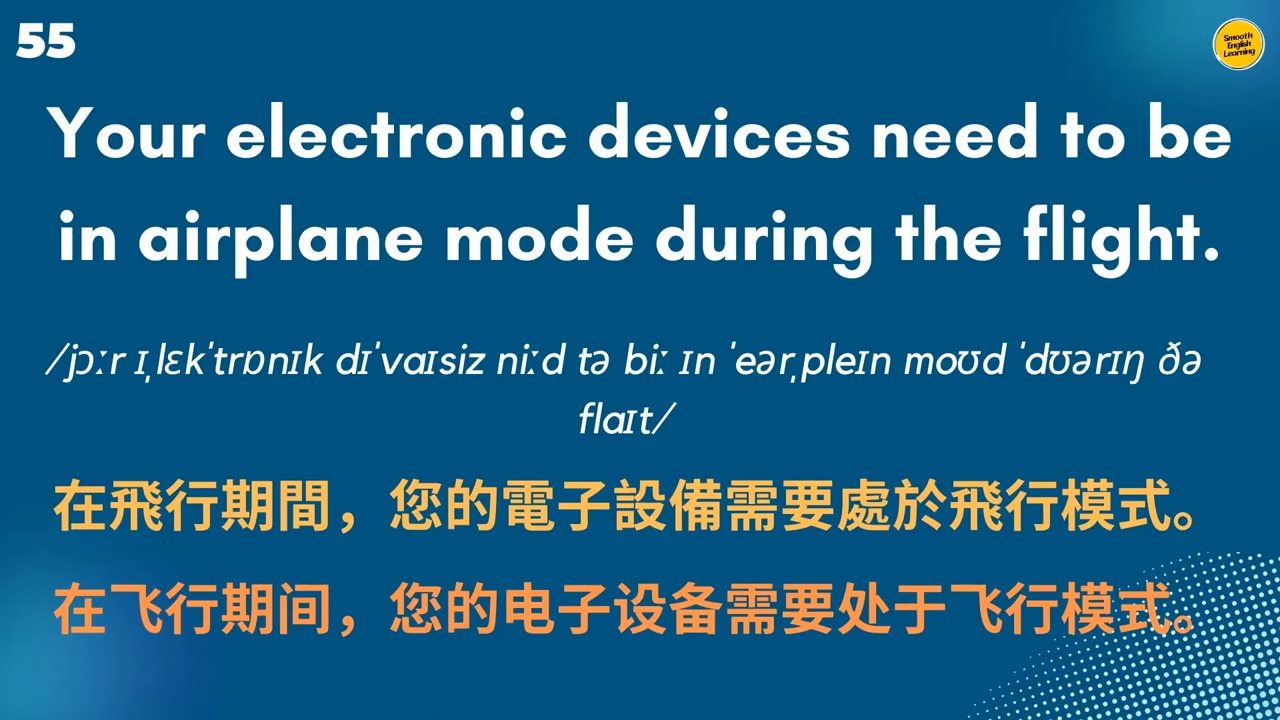 55
Smooth
English
Learning
Your electronic devices need to be
in airplane mode during the flight.
/jɔːr ɪˌlɛkˈtrɒnɪk dɪˈvaɪsiz niːd tə biː ɪn ˈeərˌpleɪn moʊd ˈdʊərɪŋ ðə
flaɪt/
在飛行期間，您的電子設備需要處於飛行模式。
在飞行期间，您的电子设备需要处于飞行模式。